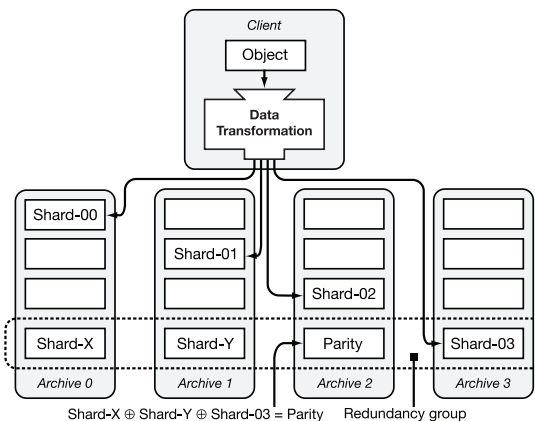 Client
Object
Data
Transformation
Shard-00
Shard-01
Shard-02
Shard-X
Shard-Y
Parity
Shard-03
Archive 0
Archive 1
Archive 2
Archive 3
Shard-X ⊕ Shard-Y ⊕ Shard-03 = Parity
Redundancy group